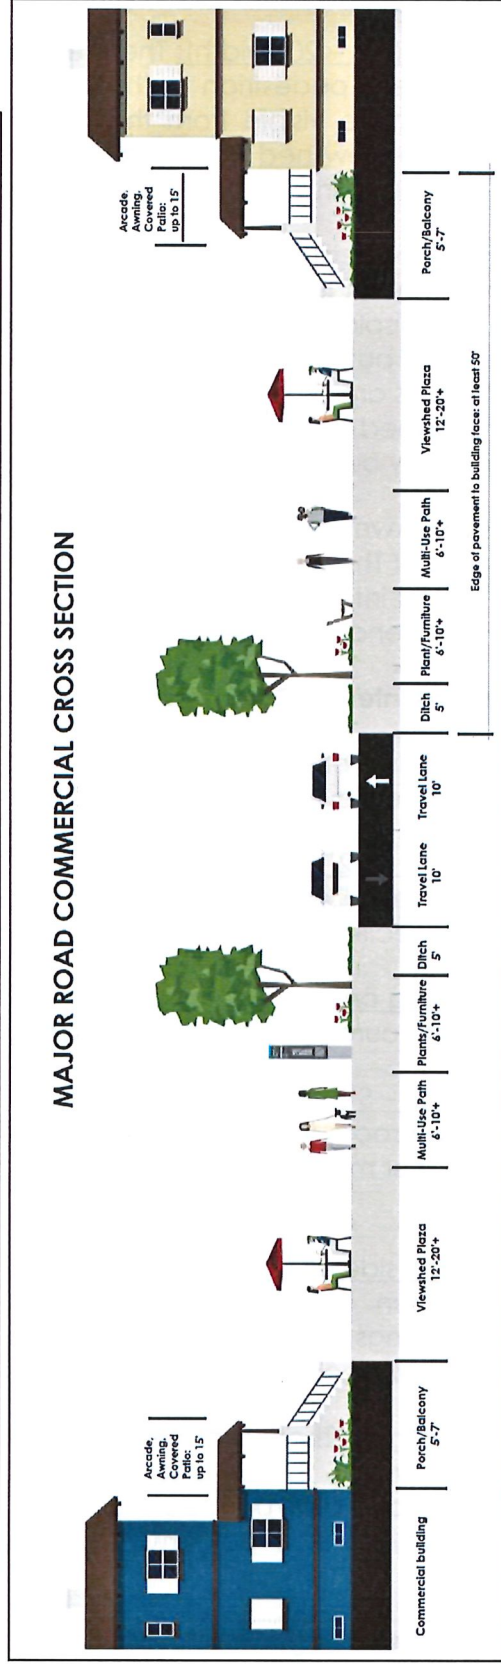 MAJOR ROAD COMMERCIAL CROSS SECTION
Arcade,
Awning,
Covered
Patio:
up to 15'
Arcade,
Awning,
Covered
Patio:
up to 15'
Commercial building
Porch/Balcony
5'-7'
Viewshed Plaza
12'-20'+
Multi-Use Path
6'-10'+
Plants/Furniture
6'-10'+
Ditch
5'
Travel Lane
10'
Travel Lane
10'
Ditch
5'
Plant/Furniture
6'-10'+
Multi-Use Path
6'-10'+
Viewshed Plaza
12'-20'+
Porch/Balcony
5'-7'
Edge of pavement to building face: at least 50'